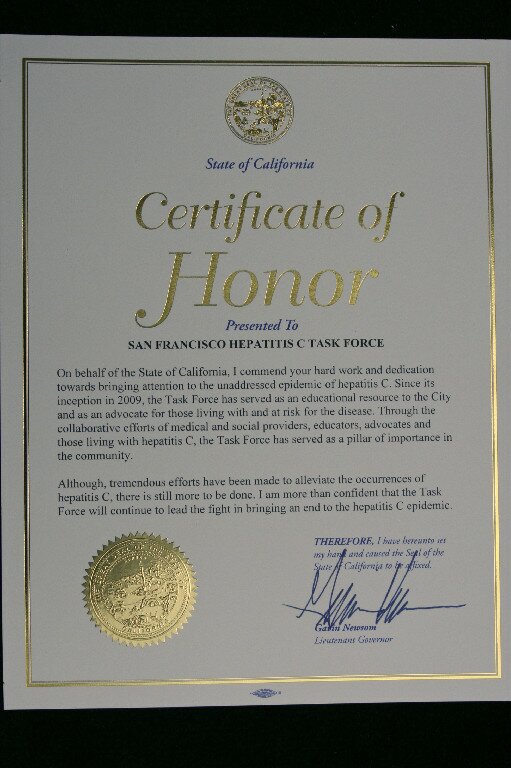 State of California
Certificate of
Honor
Presented To
SAN FRANCISCO HEPATITIS C TASK FORCE
On behalf of the State of California, I commend your hard work and dedication
towards bringing attention to the unaddressed epidemic of hepatitis C. Since its
inception in 2009, the Task Force has served as an educational resource to the City
and as an advocate for those living with and at risk for the disease. Through the
collaborative efforts of medical and social providers, educators, advocates and
those living with hepatitis C, the Task Force has served as a pillar of importance in
the community.
Although, tremendous efforts have been made to alleviate the occurrences of
hepatitis C, there is still more to be done. I am more than confident that the Task
Force will continue to lead the fight in bringing an end to the hepatitis C epidemic.
THEREFORE, I have hereunto set
my hand and caused the Seal of the
State of California to be affixed.
Gavin Newsom
Lieutenant Governor